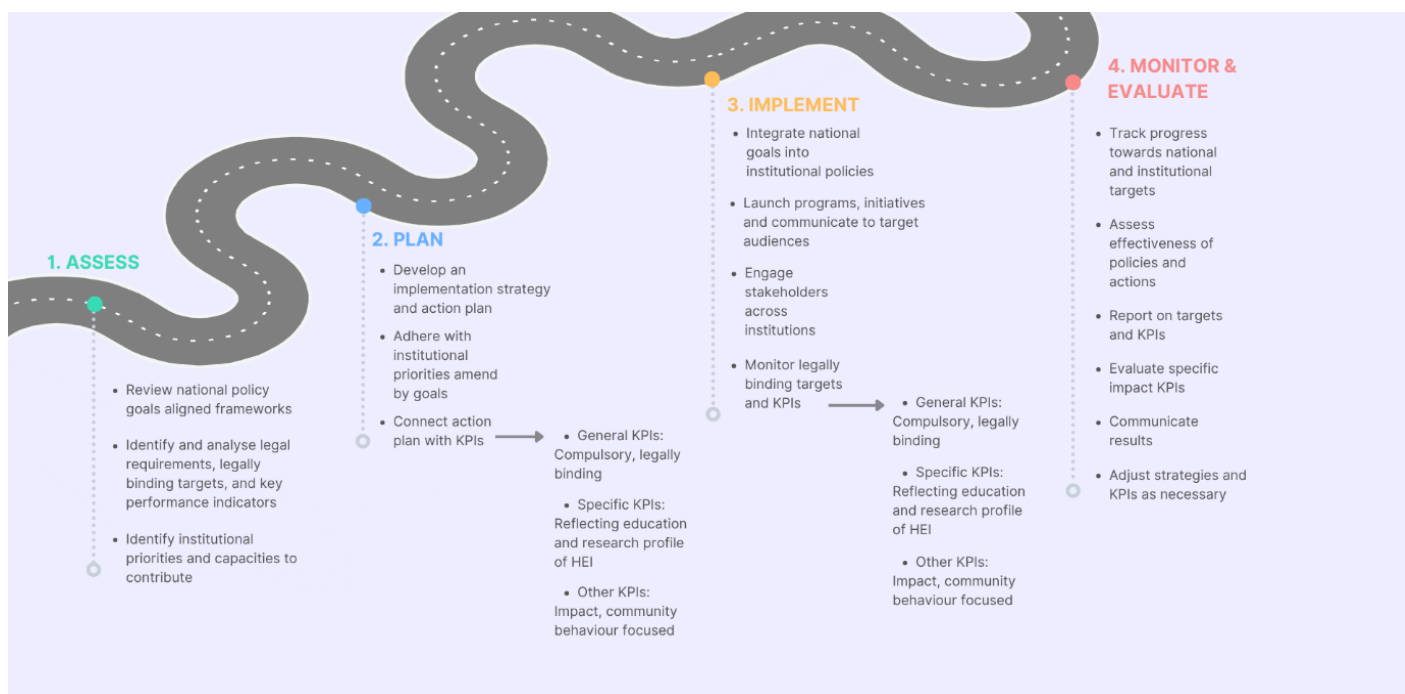 1. ASSESS
• Review national policy
goals aligned frameworks
• Identify and analyse legal
requirements, legally
binding targets, and key
performance indicators
• Identify institutional
priorities and capacities to
contribute
2. PLAN
• Develop an
implementation strategy
and action plan
• Adhere with
institutional
priorities amend
by goals
• Connect action
plan with KPIs
• General KPIs:
Compulsory, legally
binding
• Specific KPIs:
Reflecting education
and research profile
of HEI
• Other KPIs:
Impact, community
behaviour focused
3. IMPLEMENT
• Integrate national
goals into
institutional policies
• Launch programs, initiatives
and communicate to target
audiences
• Engage
stakeholders
across
institutions
• Monitor legally
binding targets
and KPIs
• General KPIs:
Compulsory, legally
binding
• Specific KPIs:
Reflecting education
and research profile
of HEI
• Other KPIs:
Impact, community
behaviour focused
4. MONITOR &
EVALUATE
• Track progress
towards national
and institutional
targets
• Assess
effectiveness of
policies and
actions
• Report on targets
and KPIs
• Evaluate specific
impact KPIs
• Communicate
results
• Adjust strategies and
KPIs as necessary